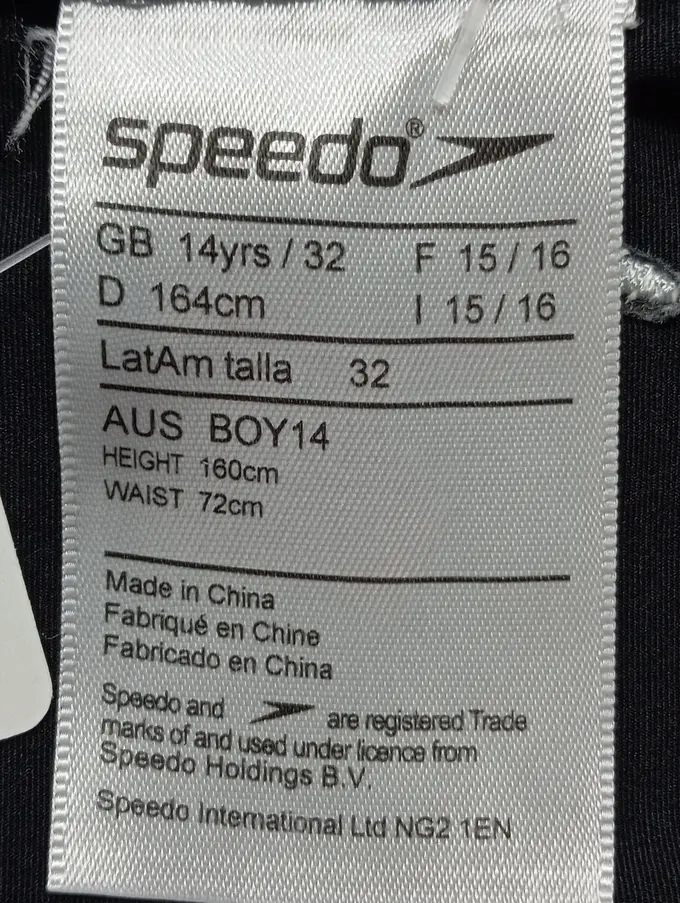 speedo®
GB 14yrs / 32 F 15 / 16
D 164cm I 15 / 16
LatAm talla 32
AUS BOY14
HEIGHT 160cm
WAIST 72cm
Made in China
Fabriqué en Chine
Fabricado en China
Speedo and are registered Trade
marks of and used under licence from
Speedo Holdings B.V.
Speedo International Ltd NG2 1EN